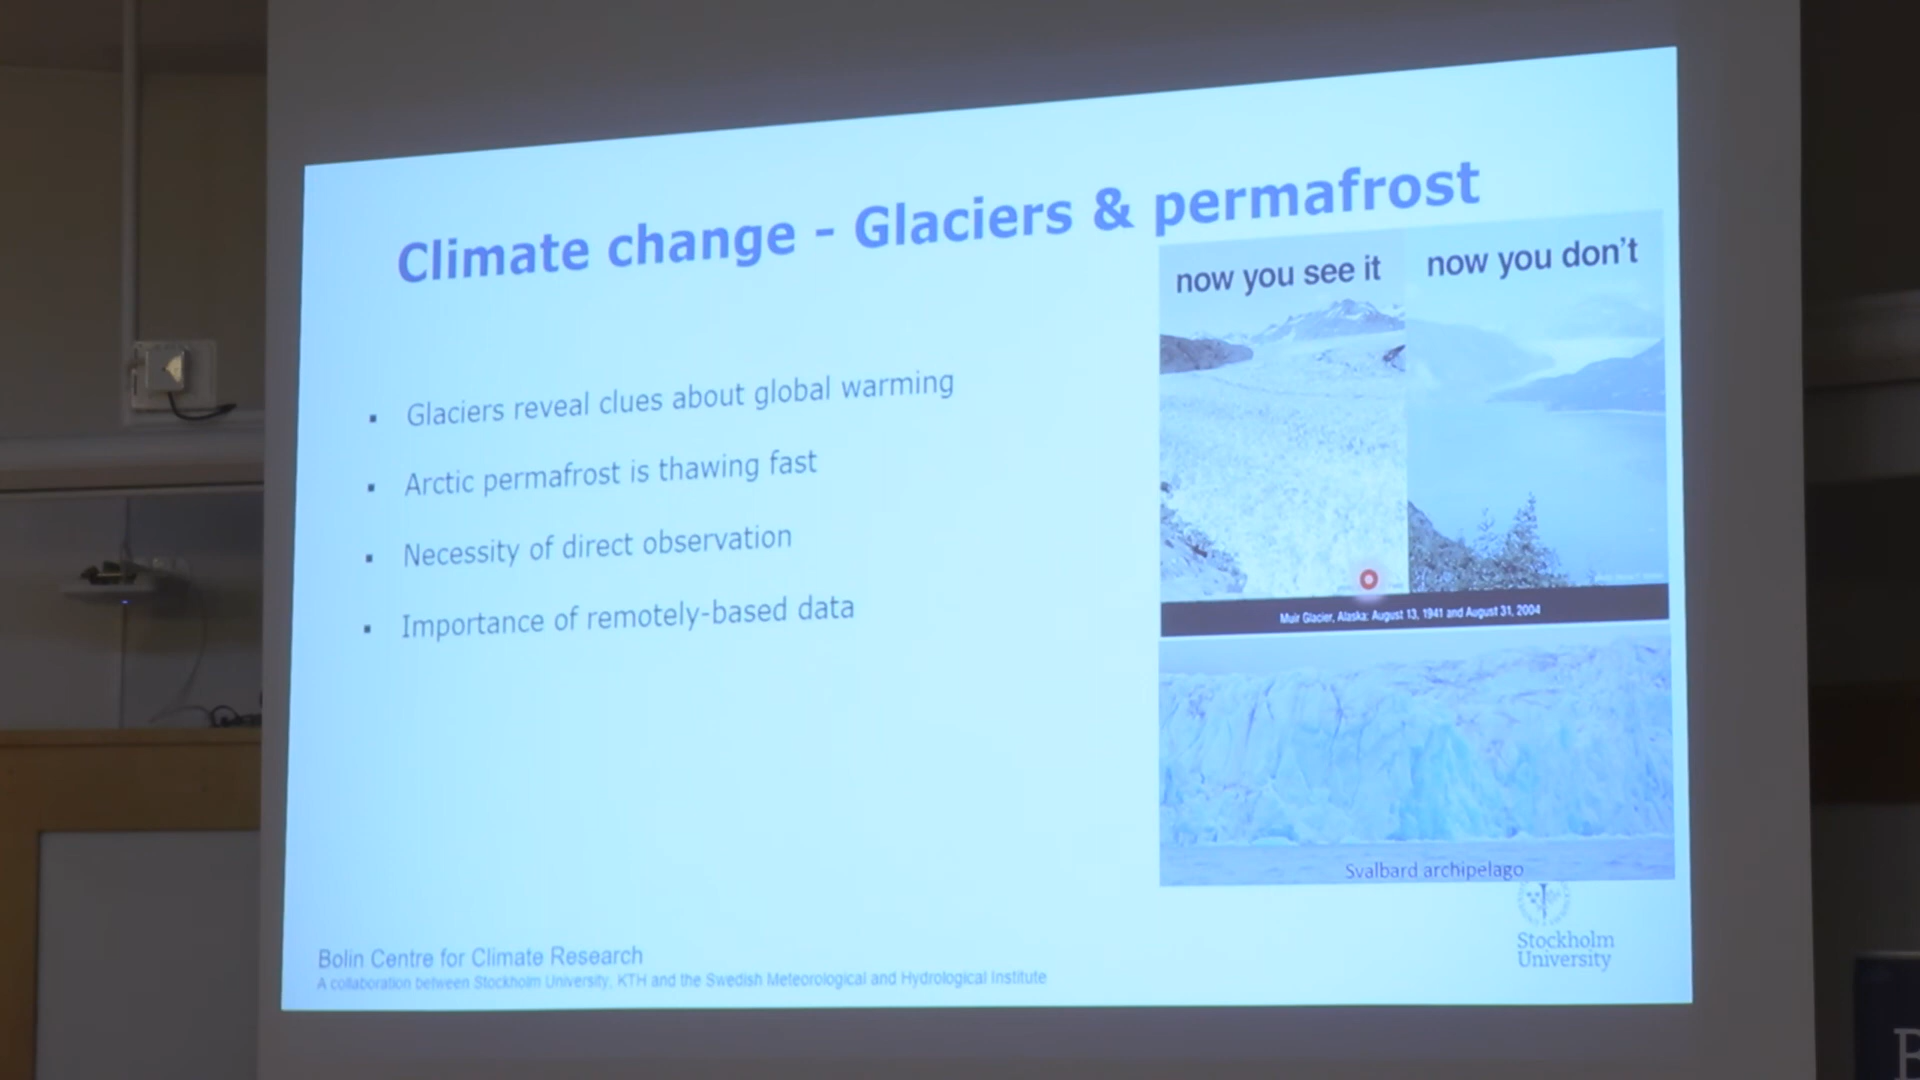 Climate change - Glaciers & permafrost
now you see it
now you don't
Glaciers reveal clues about global warming
Arctic permafrost is thawing fast
Necessity of direct observation
Importance of remotely-based data
Muir Glacier, Alaska: August 13, 1941 and August 31, 2004
Svalbard archipelago
Stockholm
University
Bolin Centre for Climate Research
A collaboration between Stockholm University, KTH and the Swedish Meteorological and Hydrological Institute
B